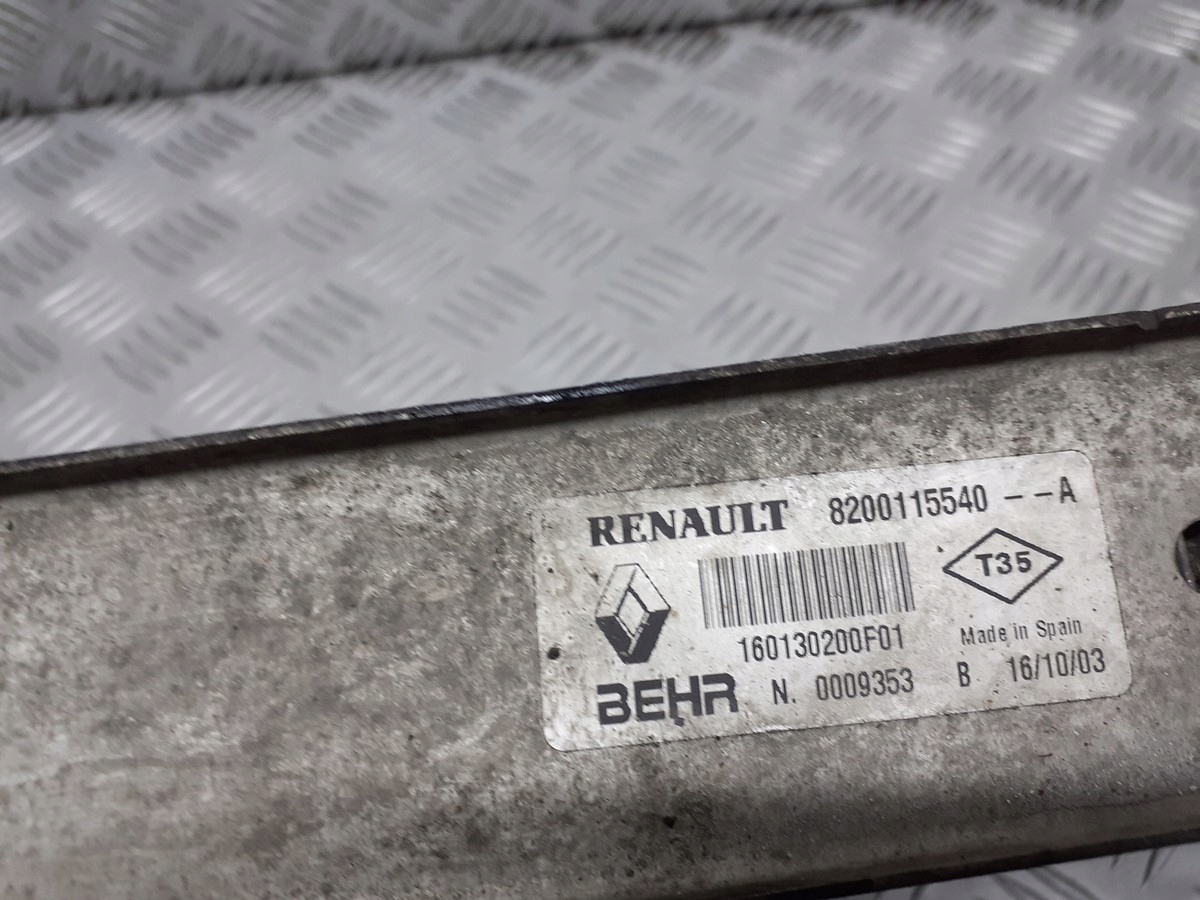 RENAULT 8200115540 - - A
T35
160130200F01
Made in Spain
BEHR N. 0009353 B 16/10/03